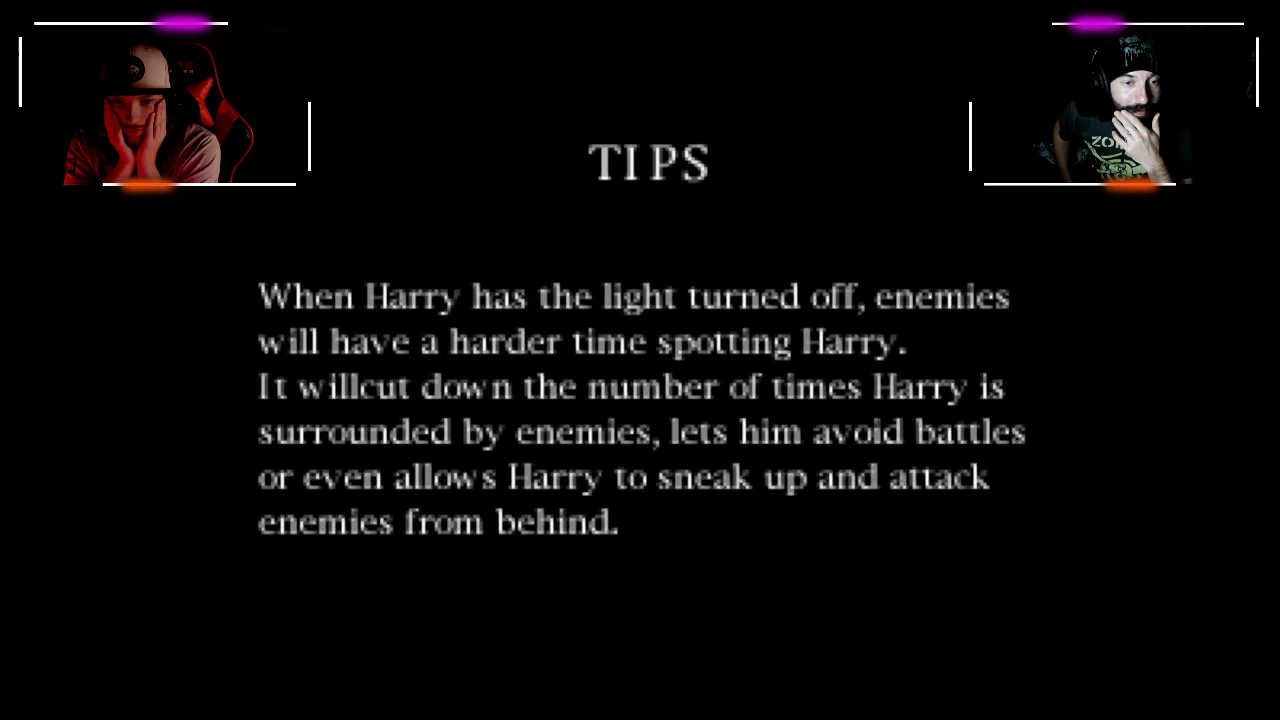 TIPS
When Harry has the light turned off, enemies
will have a harder time spotting Harry.
It willcut down the number of times Harry is
surrounded by enemies, lets him avoid battles
or even allows Harry to sneak up and attack
enemies from behind.